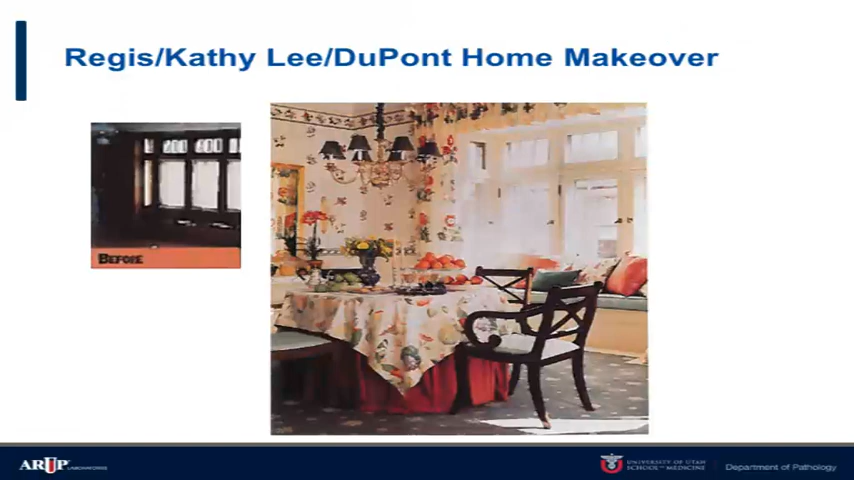 Regis/Kathy Lee/DuPont Home Makeover
BEFORE
ARUP LABORATORIES
UNIVERSITY OF UTAH
SCHOOL OF MEDICINE
Department of Pathology